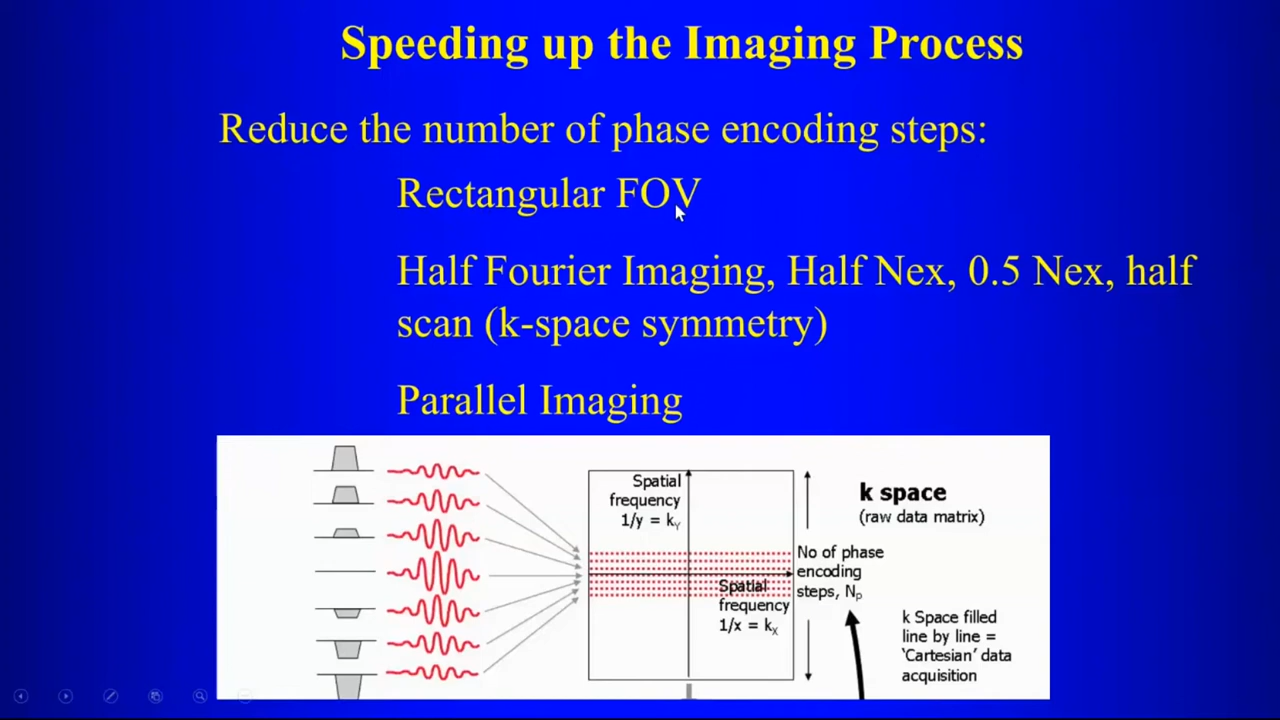 Speeding up the Imaging Process
Reduce the number of phase encoding steps:
Rectangular FOV
Half Fourier Imaging, Half Nex, 0.5 Nex, half
scan (k-space symmetry)
Parallel Imaging
Spatial
frequency
1/y = kY
Spatial
frequency
1/x = kX
No of phase
encoding
steps, NP
k space
(raw data matrix)
k Space filled
line by line =
‘Cartesian’ data
acquisition